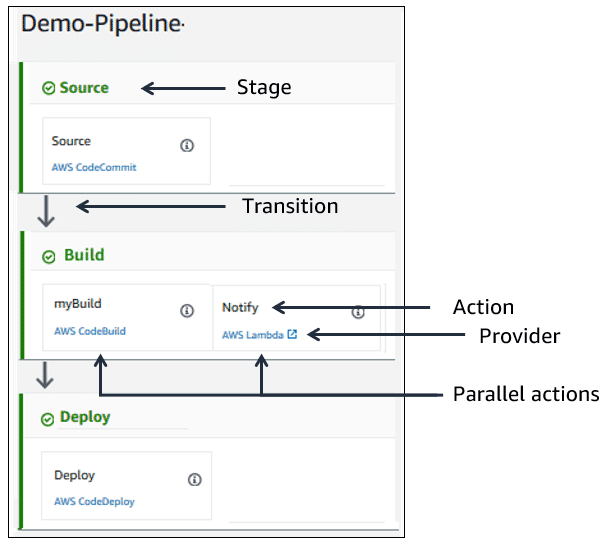 Demo-Pipeline
Source
Stage
Source
AWS CodeCommit
Transition
Build
myBuild
Notify
Action
AWS CodeBuild
AWS Lambda
Provider
Parallel actions
Deploy
Deploy
AWS CodeDeploy